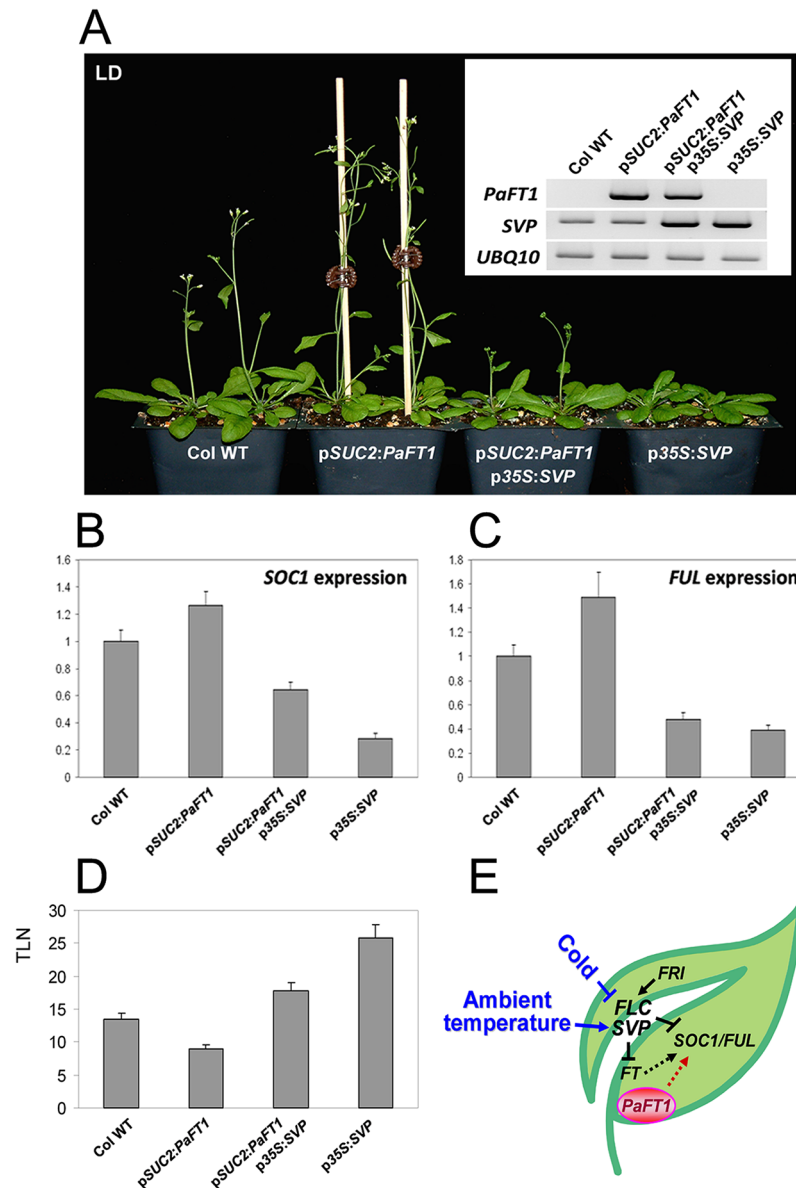 A
LD
Col WT
pSUC2:PaFT1
pSUC2:PaFT1
p35S:SVP
p35S:SVP
PaFT1
SVP
UBQ10
Col WT
pSUC2:PaFT1
pSUC2:PaFT1
p35S:SVP
p35S:SVP
B
SOC1 expression
1.6
1.4
1.2
1
0.8
0.6
0.4
0.2
0
Col WT
pSUC2:PaFT1
pSUC2:PaFT1
p35S:SVP
p35S:SVP
C
FUL expression
1.8
1.6
1.4
1.2
1
0.8
0.6
0.4
0.2
0
Col WT
pSUC2:PaFT1
pSUC2:PaFT1
p35S:SVP
p35S:SVP
D
TLN
30
25
20
15
10
5
0
Col WT
pSUC2:PaFT1
pSUC2:PaFT1
p35S:SVP
p35S:SVP
E
Cold
FRI
Ambient
temperature
FLC
SVP
SOC1/FUL
FT
PaFT1